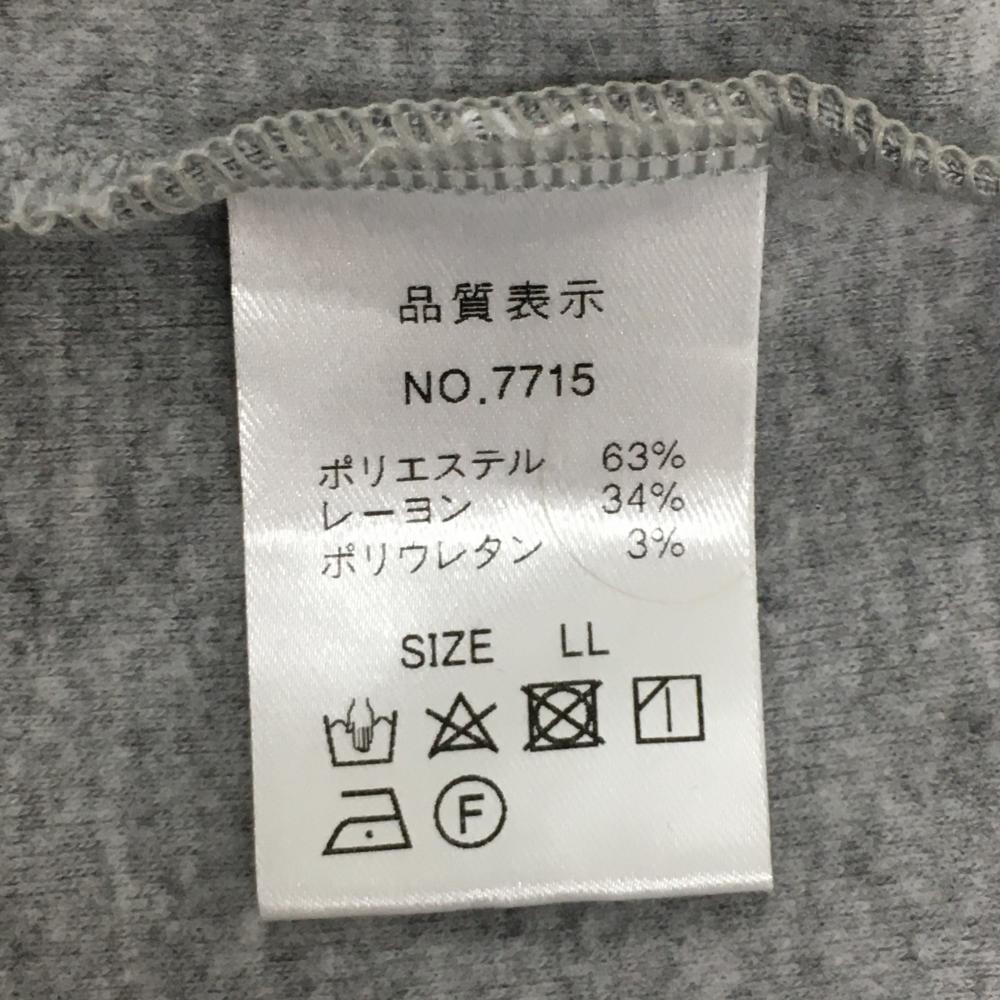 品質表示
NO.7715
ポリエステル 63%
レーヨン 34%
ポリウレタン 3%
SIZE LL
F